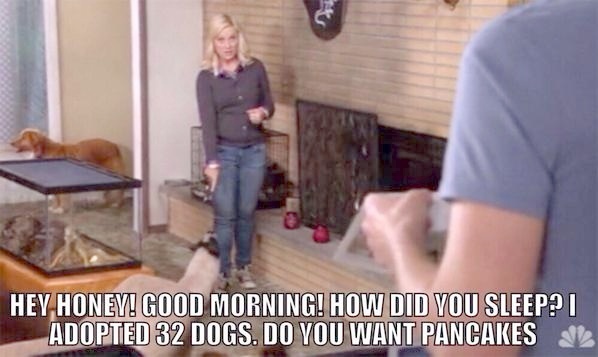 HEY HONEY! GOOD MORNING! HOW DID YOU SLEEP? I
ADOPTED 32 DOGS. DO YOU WANT PANCAKES